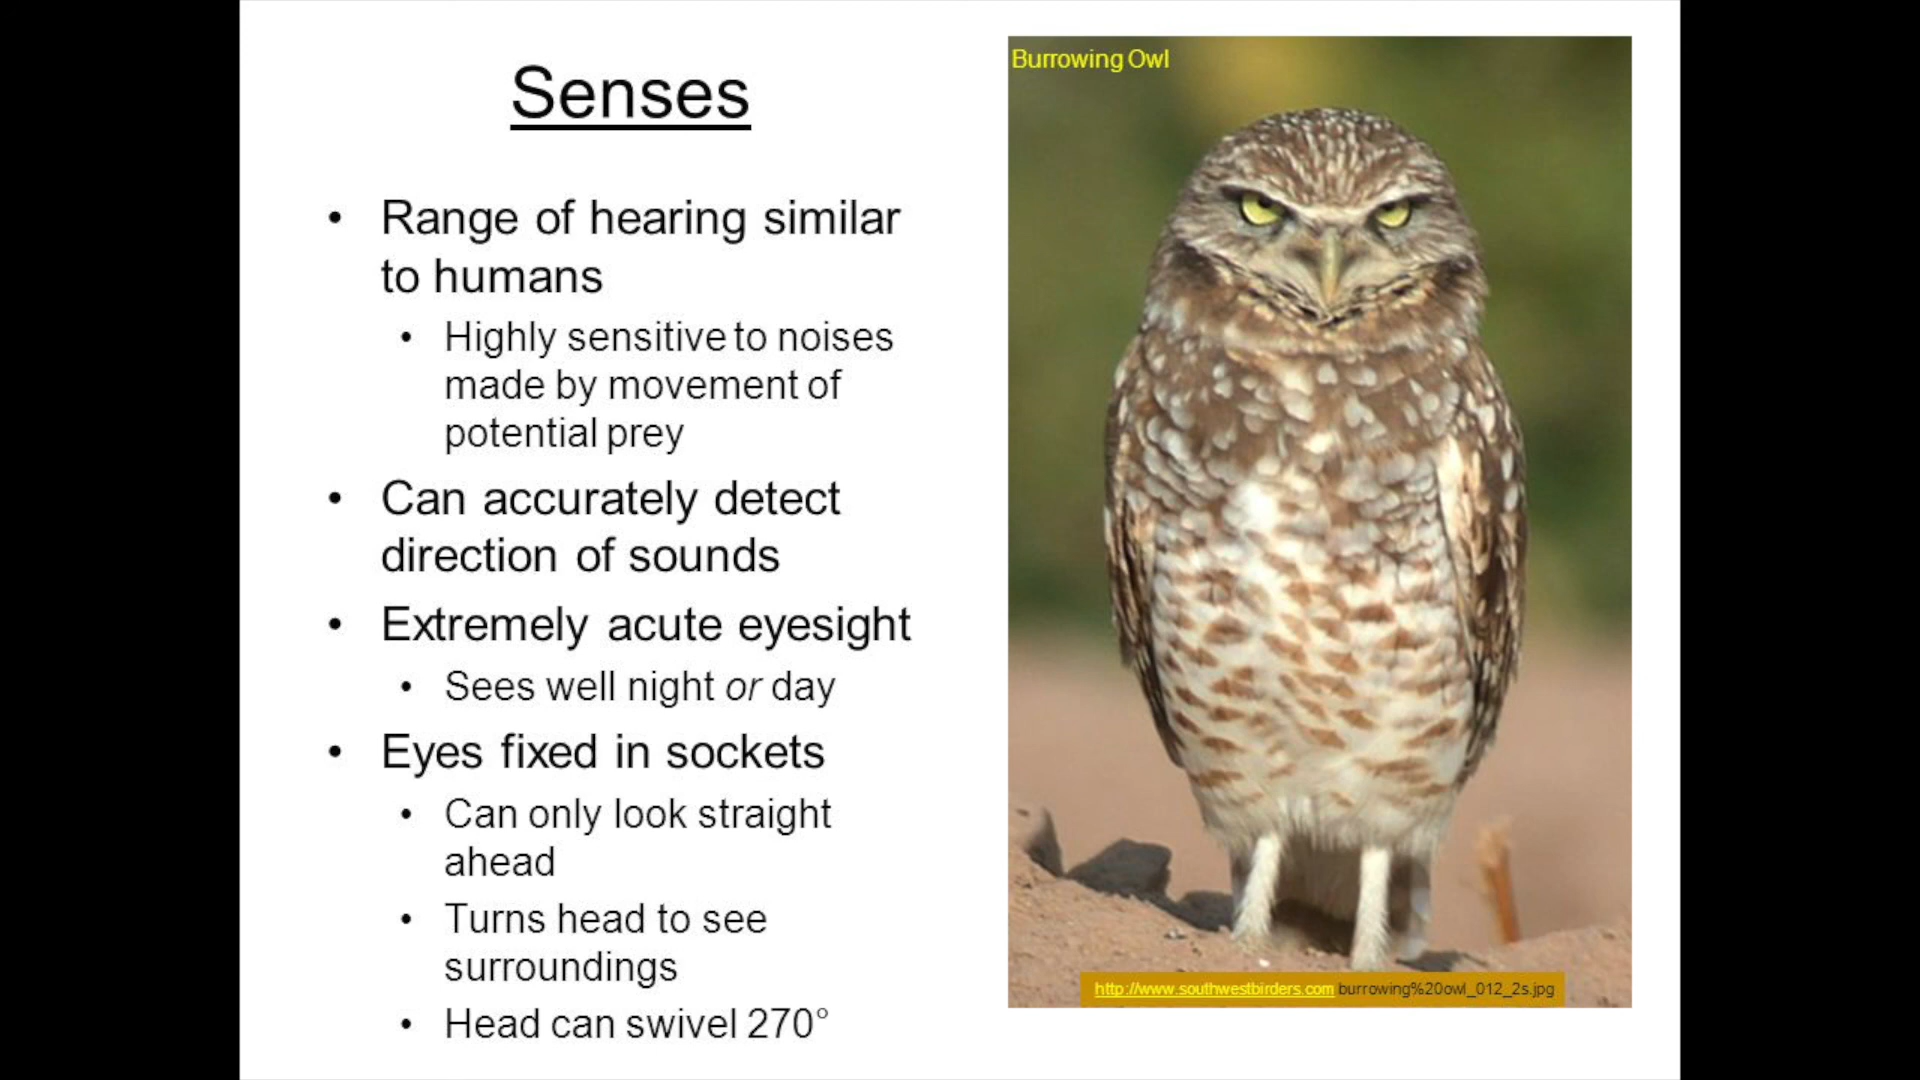 Senses
• Range of hearing similar
to humans
• Highly sensitive to noises
made by movement of
potential prey
• Can accurately detect
direction of sounds
• Extremely acute eyesight
• Sees well night or day
• Eyes fixed in sockets
• Can only look straight
ahead
• Turns head to see
surroundings
• Head can swivel 270°
Burrowing Owl
http://www.southwestbirders.com burrowing%20owl_012_2s.jpg